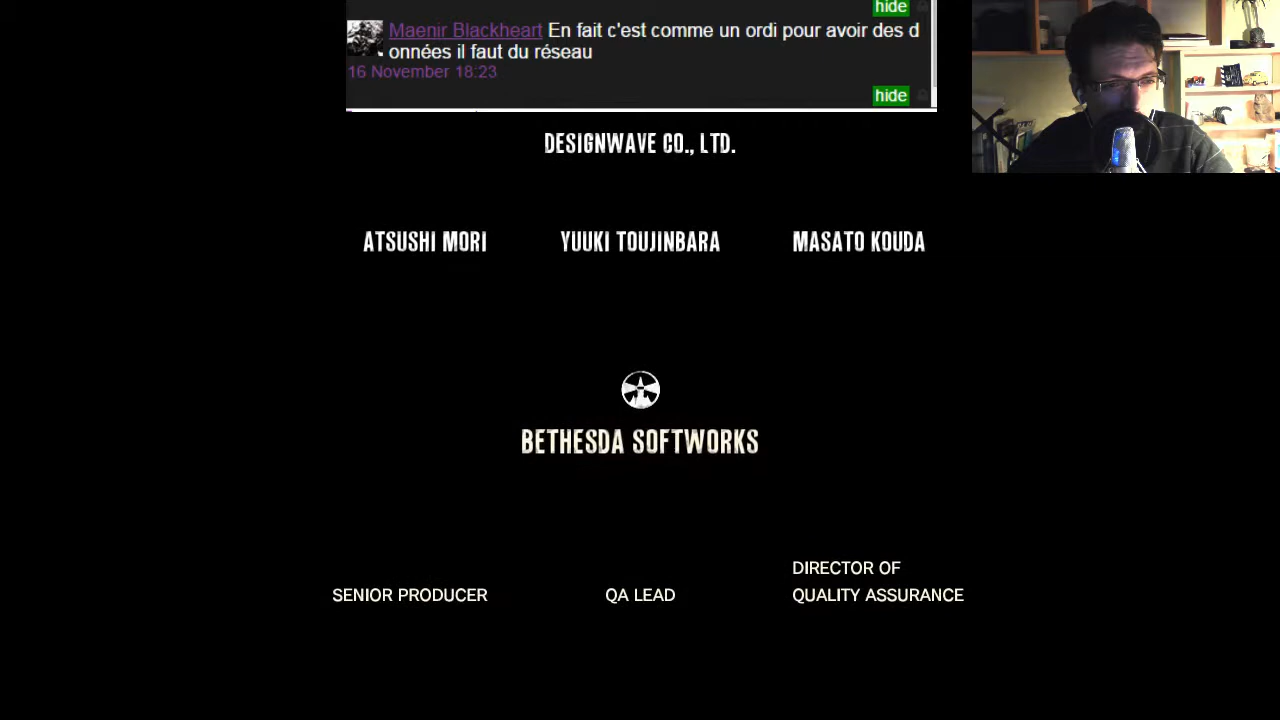 hide
Maenir Blackheart En fait c'est comme un ordi pour avoir des d
onnées il faut du réseau
16 November 18:23
hide
DESIGNWAVE CO., LTD.
ATSUSHI MORI YUUKI TOUJINBARA MASATO KOUDA
BETHESDA SOFTWORKS
SENIOR PRODUCER QA LEAD DIRECTOR OF
QUALITY ASSURANCE